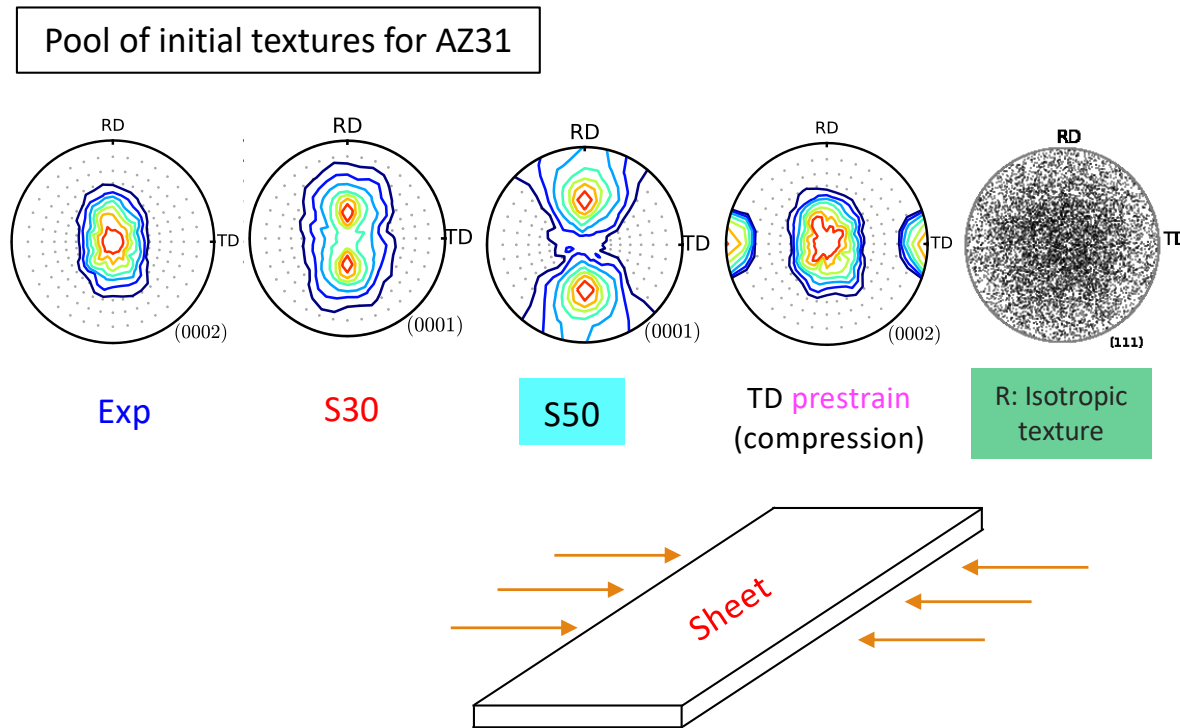 Pool of initial textures for AZ31
RD
TD
(0002)
RD
TD
(0001)
RD
TD
(0001)
RD
TD
(0002)
RD
TD
(111)
Exp
S30
S50
TD prestrain
(compression)
R: Isotropic
texture
Sheet